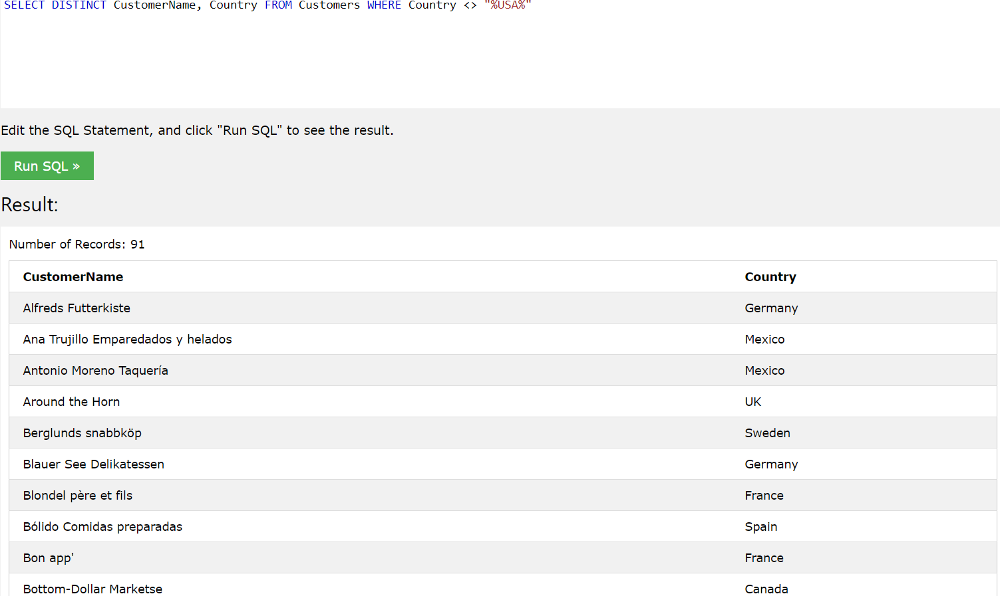 SELECT DISTINCT CustomerName, Country FROM Customers WHERE Country <> "%USA%"
Edit the SQL Statement, and click "Run SQL" to see the result.
Run SQL »
Result:
Number of Records: 91
CustomerName Country
Alfreds Futterkiste Germany
Ana Trujillo Emparedados y helados Mexico
Antonio Moreno Taquería Mexico
Around the Horn UK
Berglunds snabbköp Sweden
Blauer See Delikatessen Germany
Blondel père et fils France
Bólido Comidas preparadas Spain
Bon app' France
Bottom-Dollar Marketse Canada